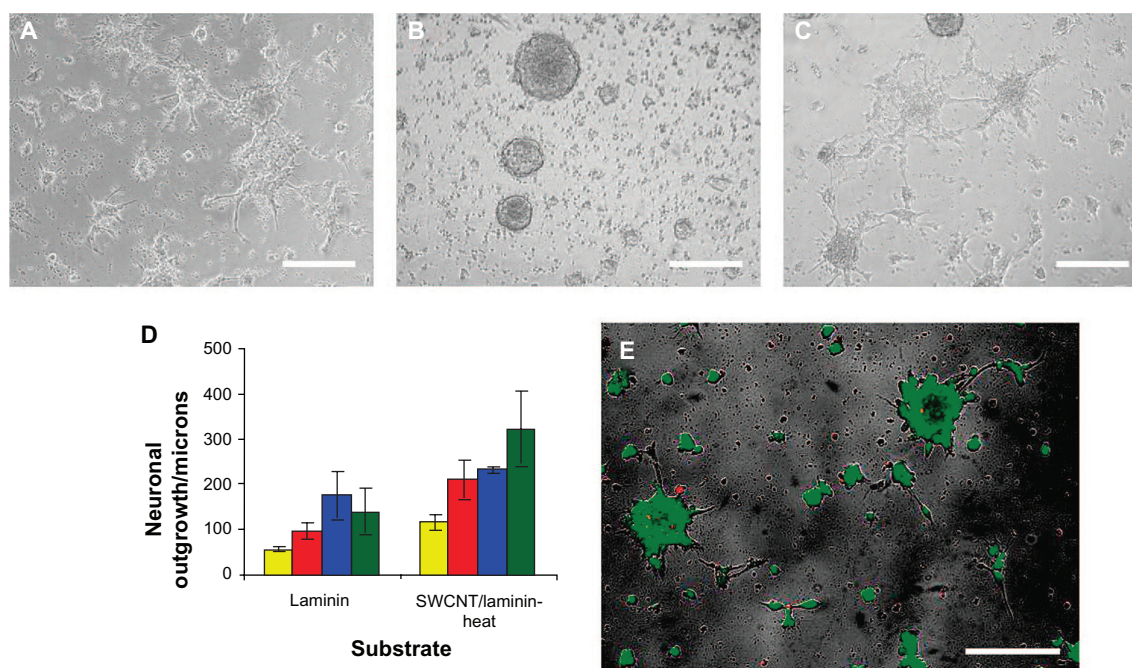 A
B
C
D
Neuronal
outgrowth/microns
500
400
300
200
100
0
Laminin
SWCNT/laminin-
heat
Substrate
E